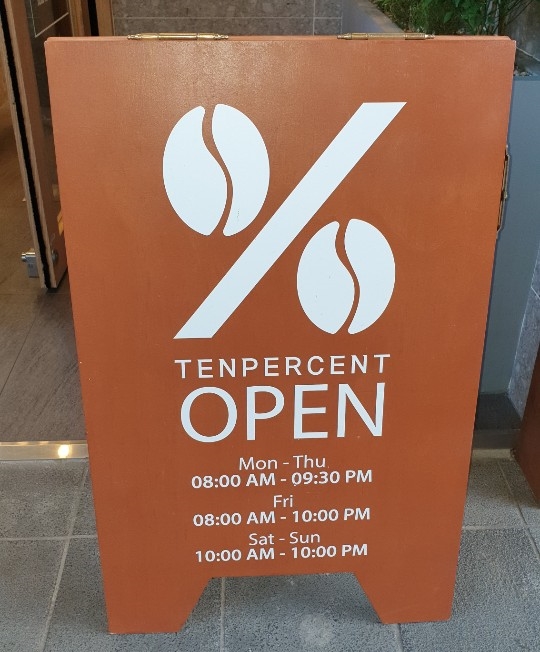 %
TENPERCENT
OPEN
Mon - Thu
08:00 AM - 09:30 PM
Fri
08:00 AM - 10:00 PM
Sat - Sun
10:00 AM - 10:00 PM